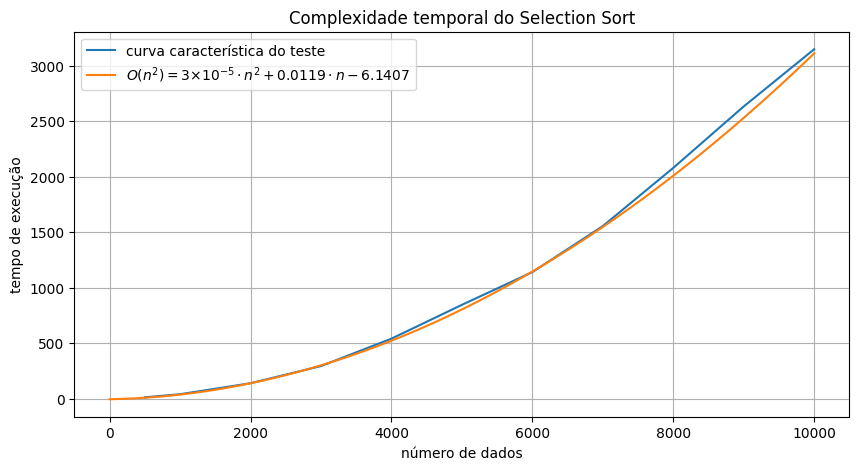 Complexidade temporal do Selection Sort
curva característica do teste
O(n²) = 3×10⁻⁵ · n² + 0.0119 · n − 6.1407
tempo de execução
3000
2500
2000
1500
1000
500
0
0 2000 4000 6000 8000 10000
número de dados